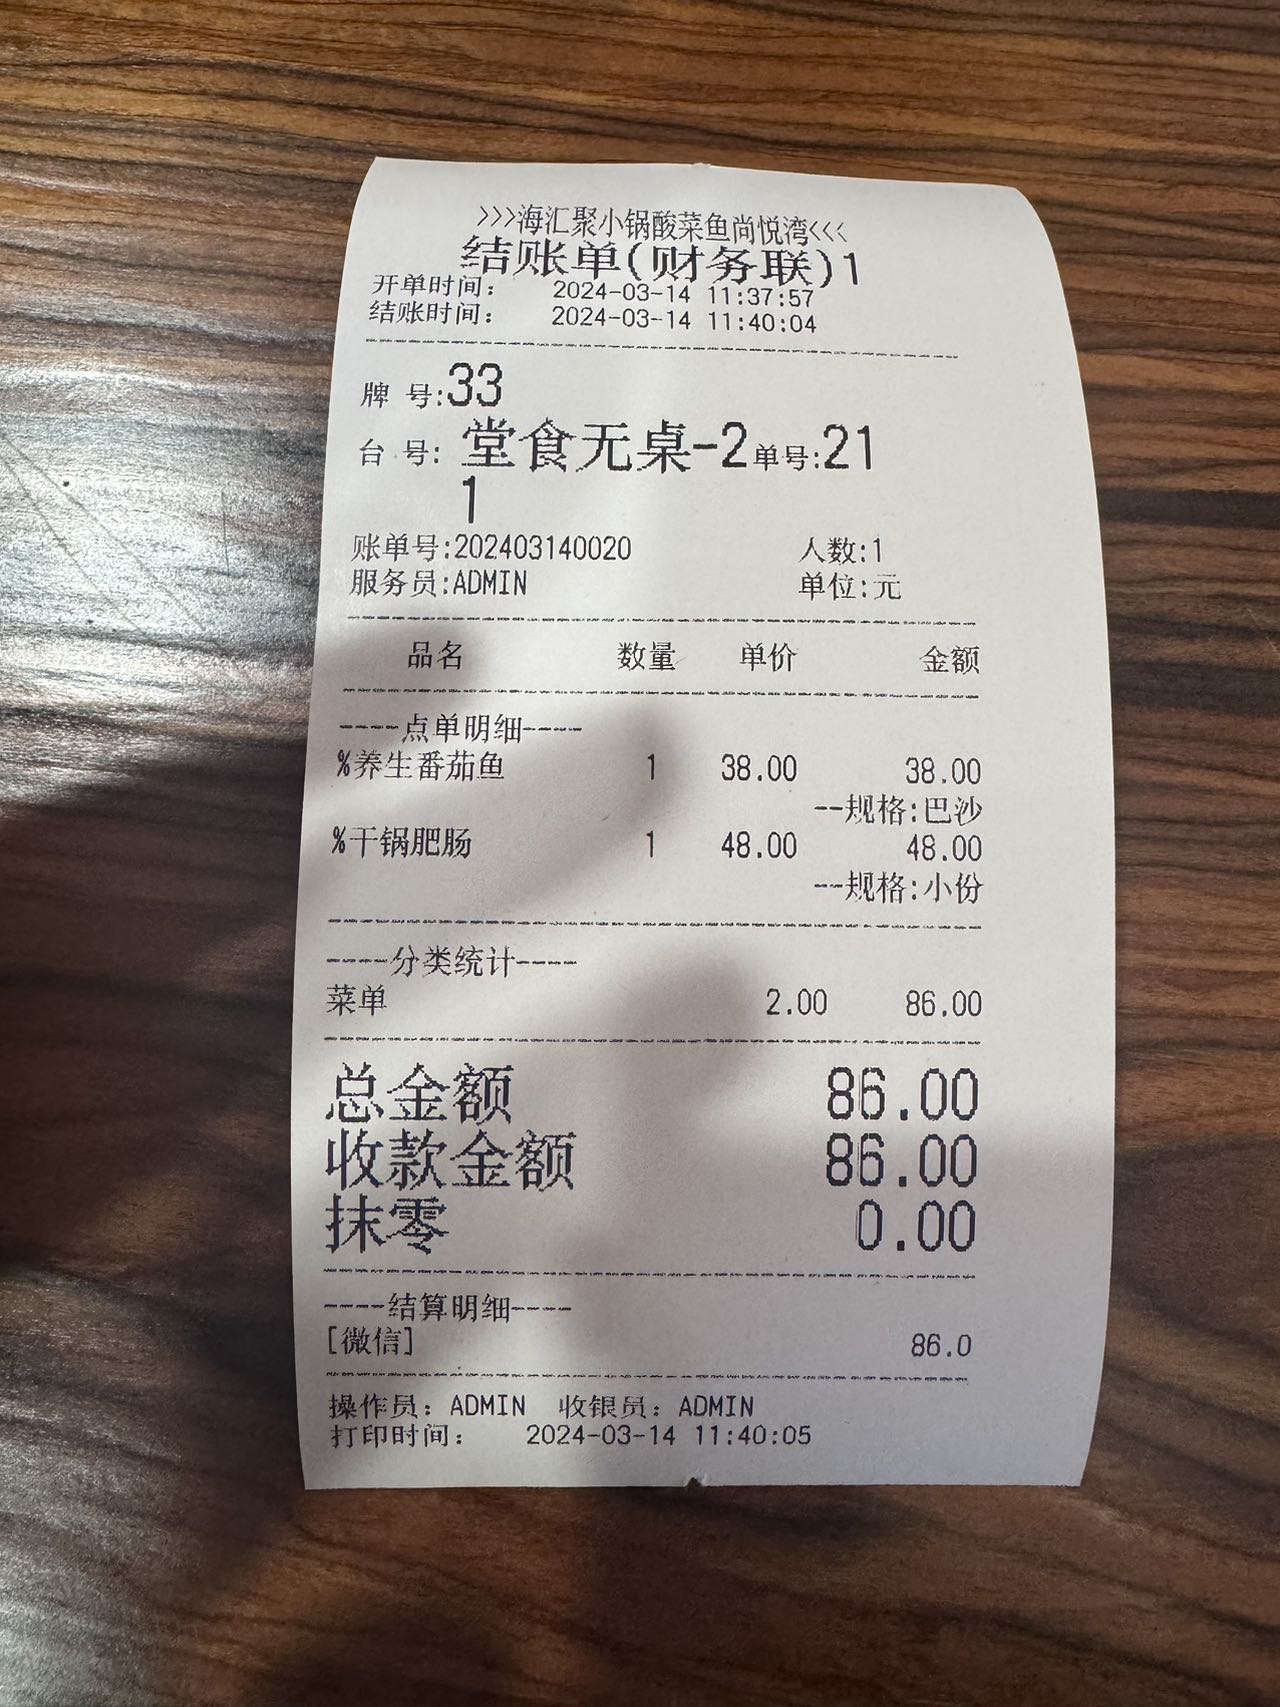 >>>海汇聚小锅酸菜鱼尚悦湾<<<
结账单(财务联)1
开单时间: 2024-03-14 11:37:57
结账时间: 2024-03-14 11:40:04
牌 号:33
台 号: 堂食无桌-2单号:21
1
账单号:202403140020 人数:1
服务员:ADMIN 单位:元
品名 数量 单价 金额
----点单明细----
%养生番茄鱼 1 38.00 38.00
--规格:巴沙
%干锅肥肠 1 48.00 48.00
--规格:小份
----分类统计----
菜单 2.00 86.00
总金额 86.00
收款金额 86.00
抹零 0.00
----结算明细----
[微信] 86.0
操作员: ADMIN 收银员: ADMIN
打印时间: 2024-03-14 11:40:05